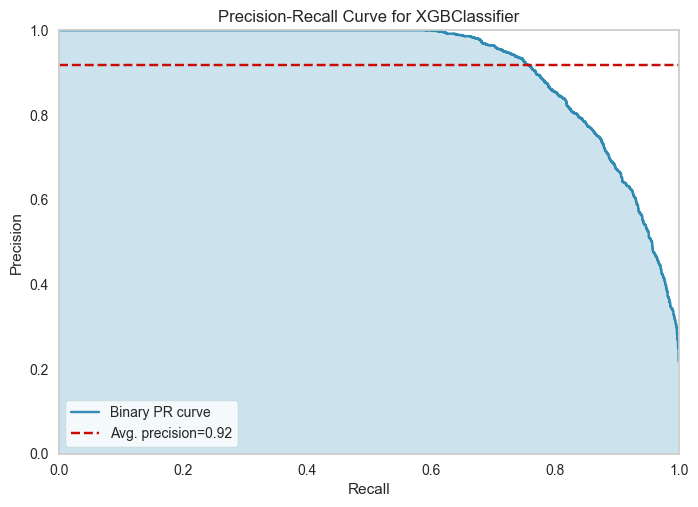 Precision-Recall Curve for XGBClassifier
1.0
0.8
0.6
0.4
0.2
0.0
Precision
Binary PR curve
Avg. precision=0.92
0.0 0.2 0.4 0.6 0.8 1.0
Recall